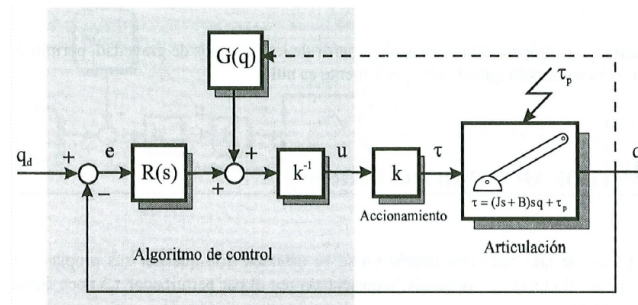 G(q)
τp
qd
+
e
R(s)
+
+
k-1
u
k
τ
q
−
Accionamiento
τ = (Js + B)sq + τp
Algoritmo de control
Articulación